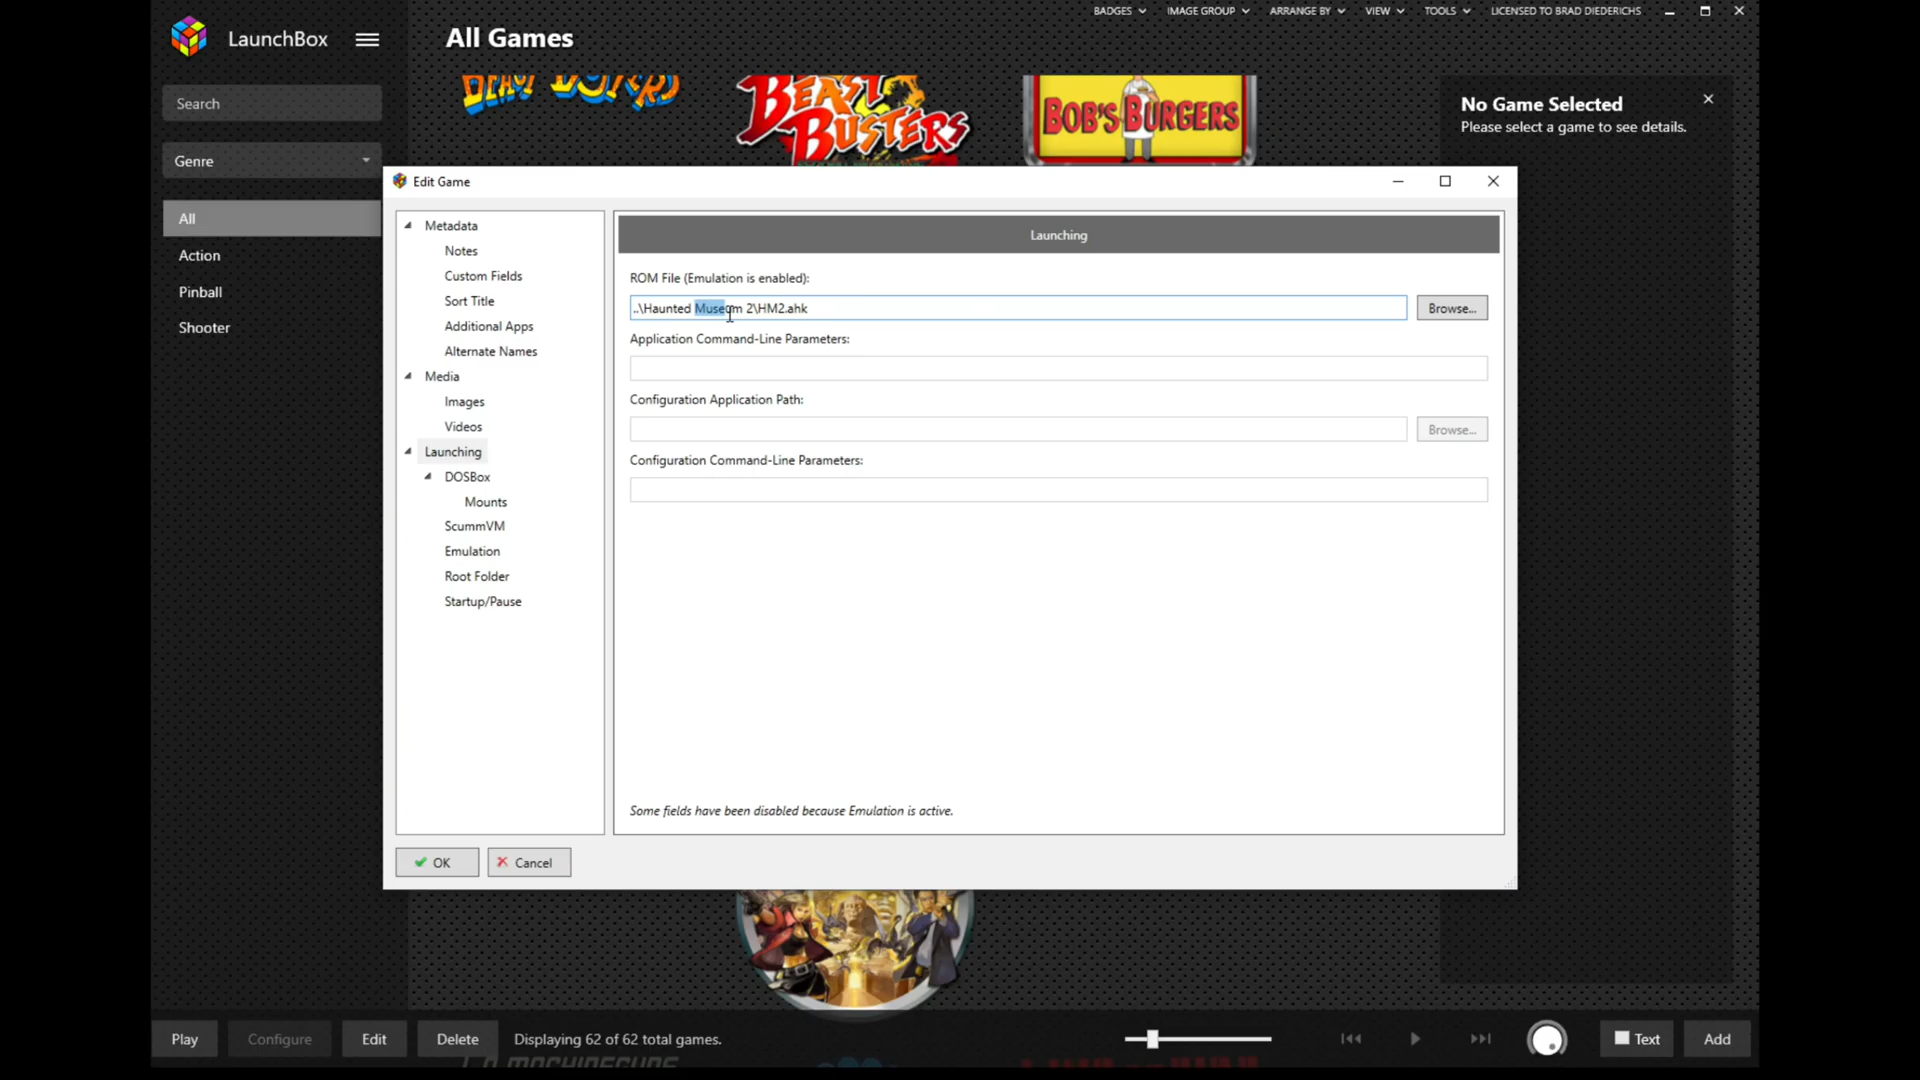 BADGES IMAGE GROUP ARRANGE BY VIEW TOOLS LICENSED TO BRAD DIEDERICHS
LaunchBox
All Games
Search
Genre
All
Action
Pinball
Shooter
BEAST BUSTERS
BOB'S BURGERS
No Game Selected
Please select a game to see details.
Edit Game
Metadata
Notes
Custom Fields
Sort Title
Additional Apps
Alternate Names
Media
Images
Videos
Launching
DOSBox
Mounts
ScummVM
Emulation
Root Folder
Startup/Pause
Launching
ROM File (Emulation is enabled):
..\Haunted Museum 2\HM2.ahk
Browse...
Application Command-Line Parameters:
Configuration Application Path:
Browse...
Configuration Command-Line Parameters:
Some fields have been disabled because Emulation is active.
OK
Cancel
Play
Configure
Edit
Delete
Displaying 62 of 62 total games.
Text
Add